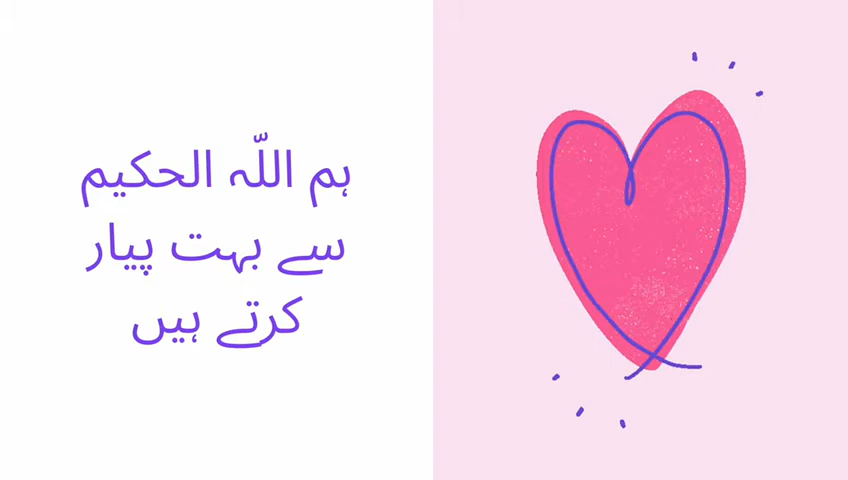 ہم اللّہ الحکیم
سے بہت پیار
کرتے ہیں